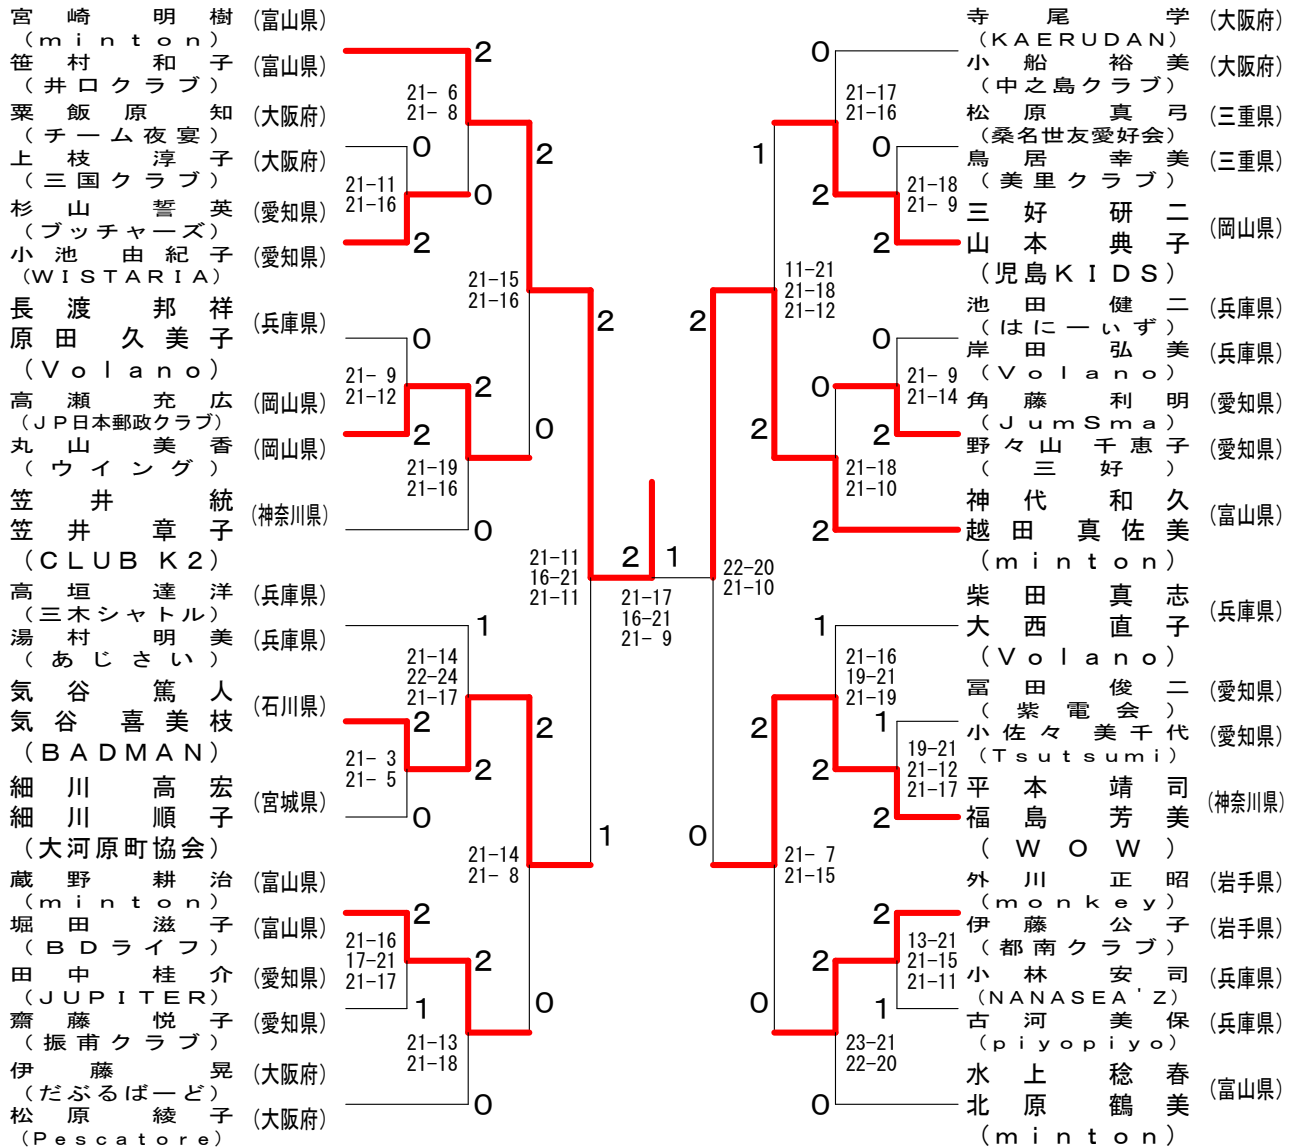 宮崎明樹 (富山県)
(minton)
笹村和子 (富山県)
(井口クラブ)
粟飯原知 (大阪府)
(チーム夜宴)
上枝淳子 (大阪府)
(三国クラブ)
杉山誓英 (愛知県)
(ブッチャーズ)
小池由紀子 (愛知県)
(WISTARIA)
長渡邦祥
(兵庫県)
原田久美子
(Volano)
高瀬充広 (岡山県)
(JP日本郵政クラブ)
丸山美香 (岡山県)
(ウイング)
笠井統
(神奈川県)
笠井章子
(CLUB K2)
高垣達洋 (兵庫県)
(三木シャトル)
湯村明美 (兵庫県)
(あじさい)
気谷篤人
(石川県)
気谷喜美枝
(BADMAN)
細川高宏
(宮城県)
細川順子
(大河原町協会)
蔵野耕治 (富山県)
(minton)
堀田滋子 (富山県)
(BDライフ)
田中桂介 (愛知県)
(JUPITER)
齋藤悦子 (愛知県)
(振甫クラブ)
伊藤晃 (大阪府)
(だぶるばーど)
松原綾子 (大阪府)
(Pescatore)
2
21- 6
21- 8
0
21-11
21-16
0
2
2
21-15
21-16
0
21- 9
21-12
2
2
0
21-19
21-16
0
2
21-11
16-21
21-11
1
21-14
22-24
21-17
2
21- 3
21- 5
2
0
2
21-14
21- 8
1
2
21-16
17-21
21-17
1
2
0
21-13
21-18
0
2
1
21-17
16-21
21- 9
2
22-20
21-10
0
0
21-17
21-16
1
0
21-18
21- 9
2
2
11-21
21-18
21-12
0
21- 9
21-14
0
2
2
21-18
21-10
2
1
21-16
19-21
21-19
1
2
19-21
21-12
21-17
2
2
21- 7
21-15
2
13-21
21-15
21-11
2
1
0
23-21
22-20
0
寺尾学 (大阪府)
(KAERUDAN)
小船裕美 (大阪府)
(中之島クラブ)
松原真弓 (三重県)
(桑名世友愛好会)
鳥居幸美 (三重県)
(美里クラブ)
三好研二
(岡山県)
山本典子
(児島KIDS)
池田健二 (兵庫県)
(はにーぃず)
岸田弘美 (兵庫県)
(Volano)
角藤利明 (愛知県)
(JumSma)
野々山千恵子 (愛知県)
(三好)
神代和久
(富山県)
越田真佐美
(minton)
柴田真志
(兵庫県)
大西直子
(Volano)
冨田俊二 (愛知県)
(紫電会)
小佐々美千代 (愛知県)
(Tsutsumi)
平本靖司
(神奈川県)
福島芳美
(WOW)
外川正昭 (岩手県)
(monkey)
伊藤公子 (岩手県)
(都南クラブ)
小林安司 (兵庫県)
(NANASEA'Z)
古河美保 (兵庫県)
(piyopiyo)
水上稔春
(富山県)
北原鶴美
(minton)